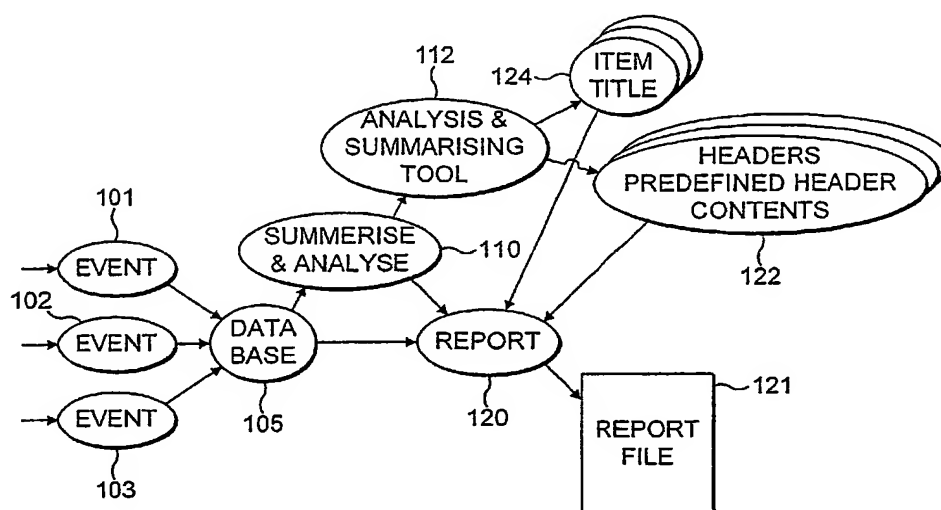 112
124
ITEM
TITLE
ANALYSIS &
SUMMARISING
TOOL
HEADERS
PREDEFINED HEADER
CONTENTS
101
SUMMERISE
& ANALYSE
110
122
EVENT
102
EVENT
DATA
BASE
REPORT
EVENT
105
120
121
REPORT
FILE
103